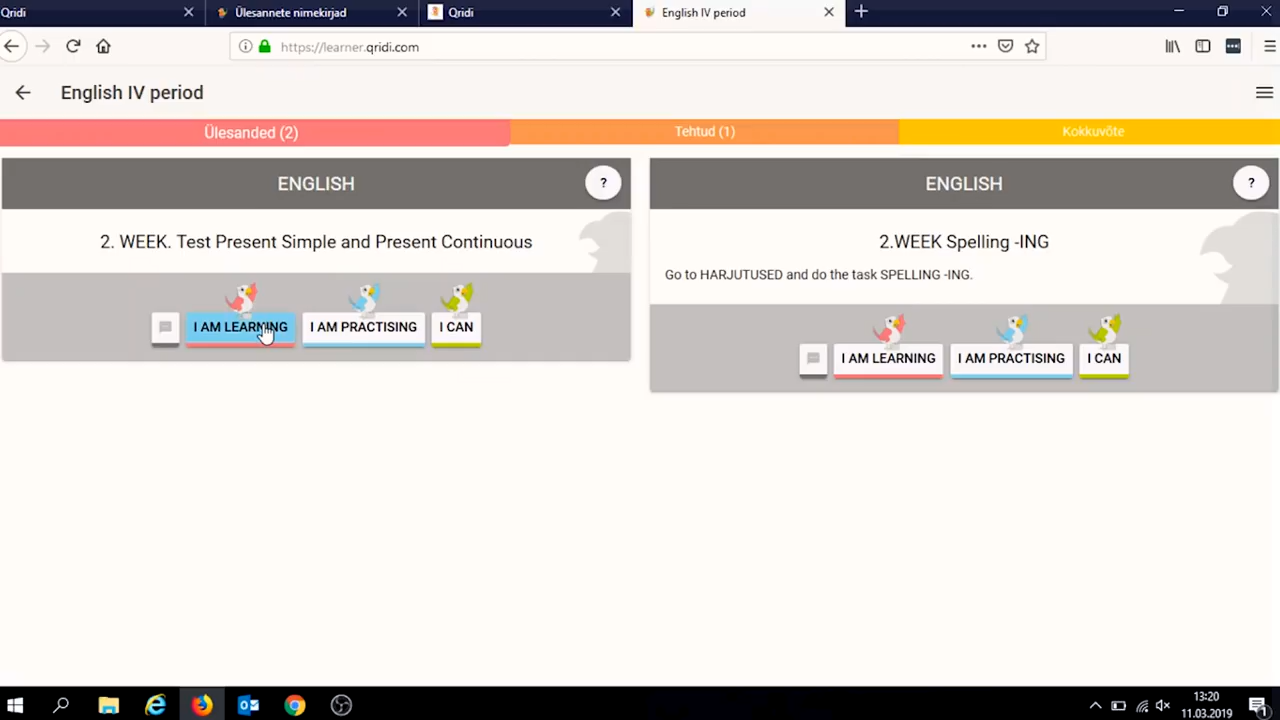 Qridi
Ülesannete nimekirjad
Qridi
English IV period
https://learner.qridi.com
English IV period
Ülesanded (2)
Tehtud (1)
Kokkuvõte
ENGLISH
?
2. WEEK. Test Present Simple and Present Continuous
I AM LEARNING
I AM PRACTISING
I CAN
ENGLISH
?
2.WEEK Spelling -ING
Go to HARJUTUSED and do the task SPELLING -ING.
I AM LEARNING
I AM PRACTISING
I CAN
13:20
11.03.2019
1